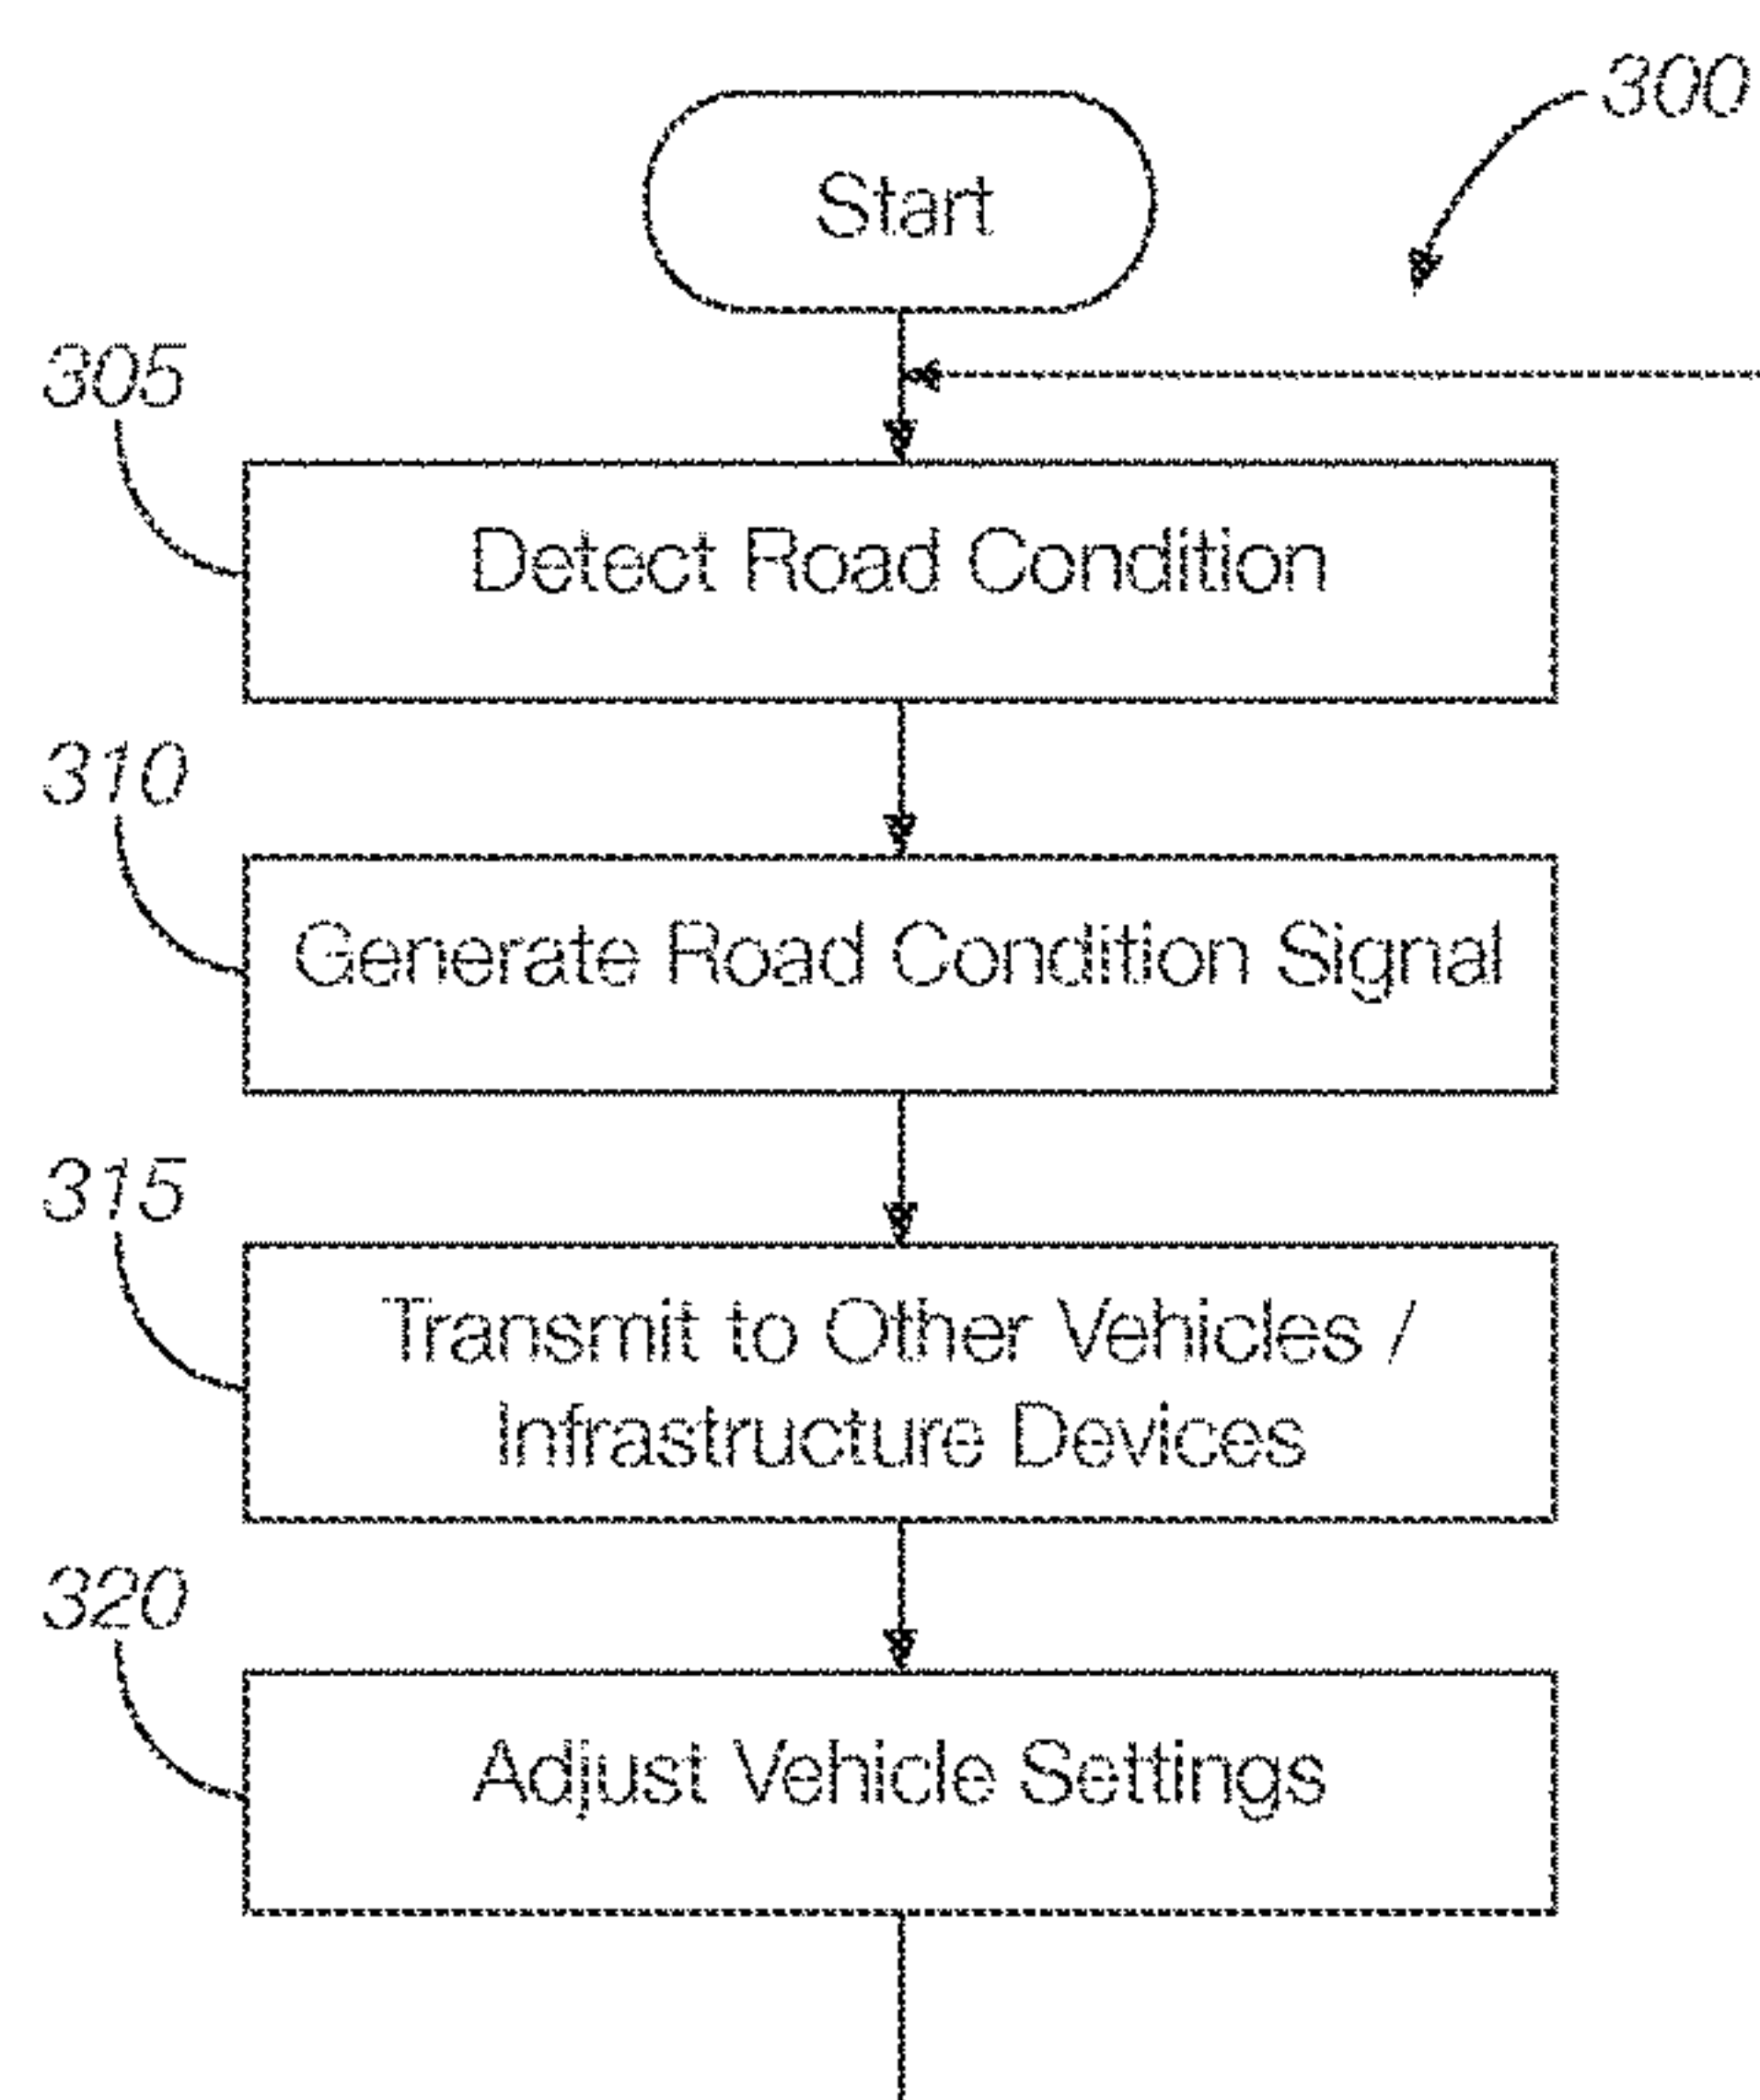 300
Start
305
Detect Road Condition
310
Generate Road Condition Signal
315
Transmit to Other Vehicles /
Infrastructure Devices
320
Adjust Vehicle Settings